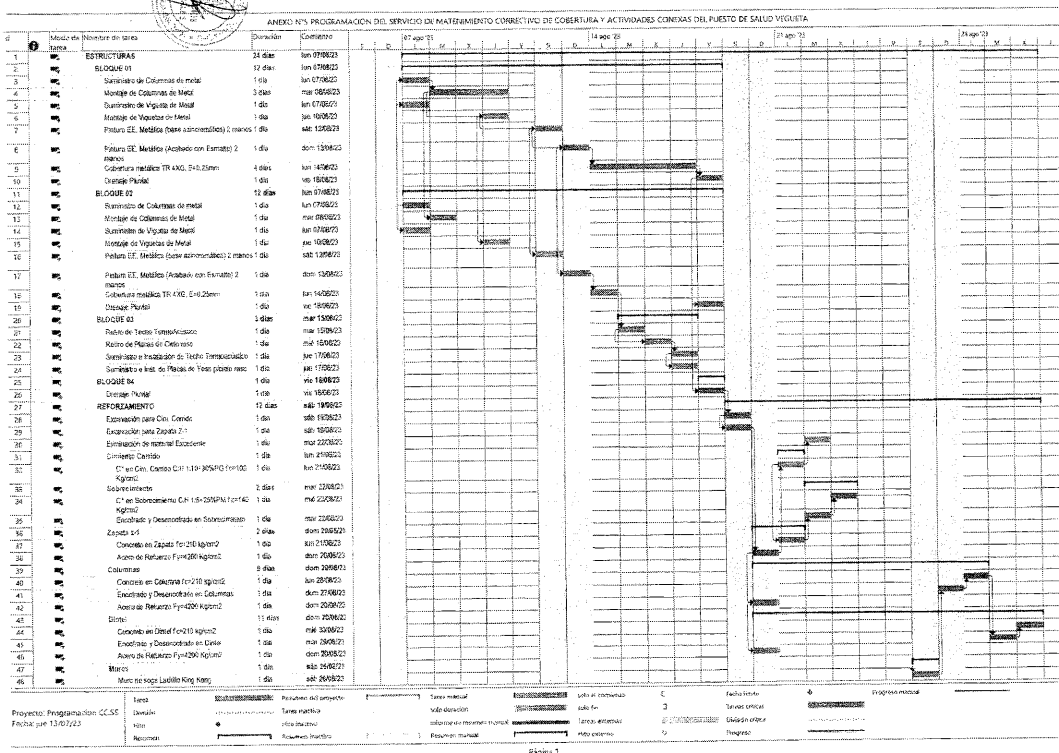 ANEXO N°5 PROGRAMACION DEL SERVICIO DE MATENIMIENTO CORRECTIVO DE COBERTURA Y ACTIVIDADES CONEXAS DEL PUESTO DE SALUD VEGUETA
Modo de tarea Nombre de tarea Duración Comienzo 07 ago '23 14 ago '23 21 ago '23 28 ago '23
1 ESTRUCTURAS 24 días lun 07/08/23
2 BLOQUE 01 12 días lun 07/08/23
3 Suministro de Columnas de metal 1 día lun 07/08/23
4 Montaje de Columnas de Metal 3 días mar 08/08/23
5 Suministro de Vigueta de Metal 1 día lun 07/08/23
6 Montaje de Viguetas de Metal 1 día jue 10/08/23
7 Pintura EE. Metálica (base azincromático) 2 manos 1 día sáb 12/08/23
8 Pintura EE. Metálica (Acabado con Esmalte) 2 manos 1 día dom 13/08/23
9 Cobertura metálica TR 4XG, E=0.25mm 4 días lun 14/08/23
10 Drenaje Pluvial 1 día vie 18/08/23
11 BLOQUE 02 12 días lun 07/08/23
12 Suministro de Columnas de metal 1 día lun 07/08/23
13 Montaje de Columnas de Metal 1 día mar 08/08/23
14 Suministro de Viguetas de Metal 1 día lun 07/08/23
15 Montaje de Viguetas de Metal 1 día jue 10/08/23
16 Pintura EE. Metálica (base azincromático) 2 manos 1 día sáb 12/08/23
17 Pintura EE. Metálica (Acabado con Esmalte) 2 manos 1 día dom 13/08/23
18 Cobertura metálica TR 4XG, E=0.25mm 1 día lun 14/08/23
19 Drenaje Pluvial 1 día vie 18/08/23
20 BLOQUE 03 3 días mar 15/08/23
21 Retiro de Techo Termoacústico 1 día mar 15/08/23
22 Retiro de Placas de Cielo raso 1 día mié 16/08/23
23 Suministro e Instalación de Techo Termoacústico 1 día jue 17/08/23
24 Suministro e Inst. de Placas de Yeso p/cielo raso 1 día jue 17/08/23
25 BLOQUE 04 1 día vie 18/08/23
26 Drenaje Pluvial 1 día vie 18/08/23
27 REFORZAMIENTO 12 días sáb 19/08/23
28 Excavación para Cim. Corrido 1 día sáb 19/08/23
29 Excavación para Zapata Z-1 1 día sáb 19/08/23
30 Eliminación de material Excedente 1 día mar 22/08/23
31 Cimiento Corrido 1 día lun 21/08/23
32 C° en Cim. Corrido C:H 1:10+30%PG f'c=100 Kg/cm2 1 día lun 21/08/23
33 Sobrecimiento 2 días mar 22/08/23
34 C° en Sobrecimiento C:H 1:8+25%PM f'c=140 Kg/cm2 1 día mié 23/08/23
35 Encofrado y Desencofrado en Sobrecimiento 1 día mar 22/08/23
36 Zapata z-1 2 días dom 20/08/23
37 Concreto en Zapata f'c=210 kg/cm2 1 día lun 21/08/23
38 Acero de Refuerzo Fy=4200 Kg/cm2 1 día dom 20/08/23
39 Columnas 9 días dom 20/08/23
40 Concreto en Columna f'c=210 kg/cm2 1 día lun 28/08/23
41 Encofrado y Desencofrado en Columnas 1 día dom 27/08/23
42 Acero de Refuerzo Fy=4200 Kg/cm2 1 día dom 20/08/23
43 Dintel 11 días dom 20/08/23
44 Concreto en Dintel f'c=210 kg/cm2 1 día mié 30/08/23
45 Encofrado y Desencofrado en Dintel 1 día mar 29/08/23
46 Acero de Refuerzo Fy=4200 Kg/cm2 1 día dom 20/08/23
47 Muros 1 día sáb 26/08/23
48 Muro de soga Ladrillo King Kong 1 día sáb 26/08/23
Proyecto: Programación CC.SS
Fecha: jue 13/07/23
Tarea Resumen del proyecto Tarea manual solo el comienzo Fecha límite Progreso manual
División Tarea inactiva solo duración solo fin Tareas críticas
Hito Hito inactivo Informe de resumen manual Tareas externas División crítica
Resumen Resumen inactivo Resumen manual Hito externo Progreso
Página 1